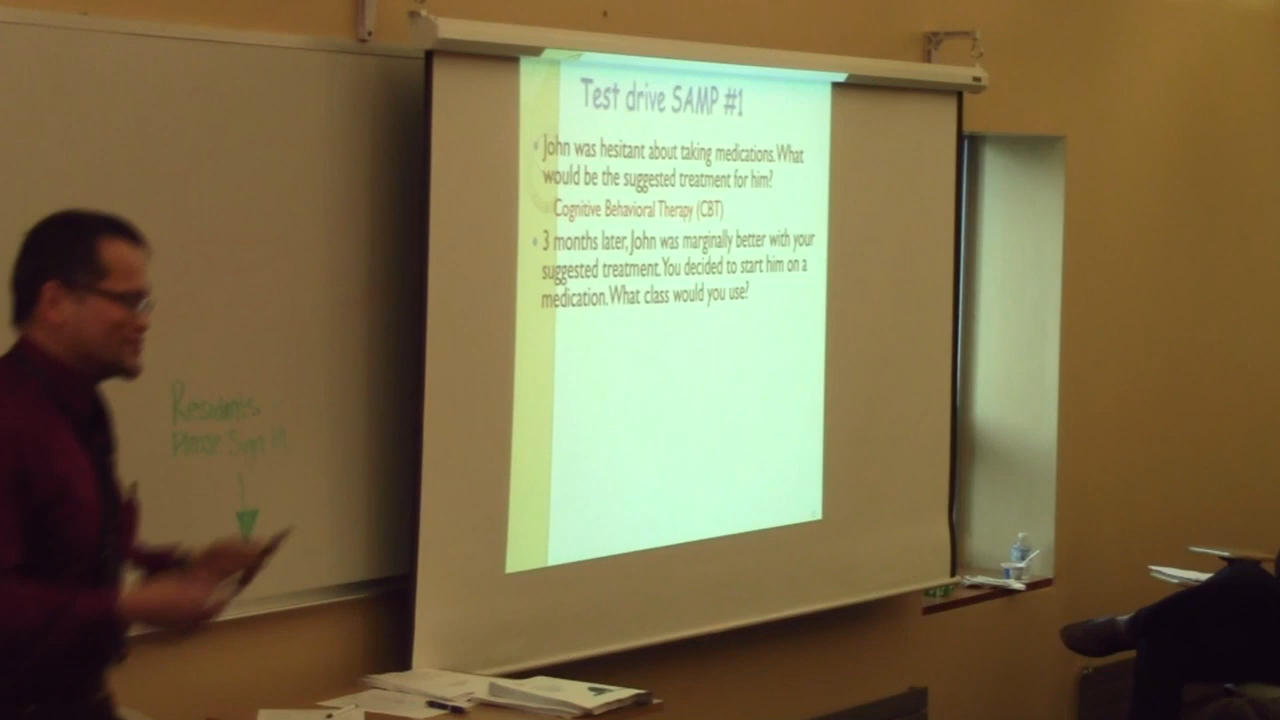 Test drive SAMP #1
John was hesitant about taking medications. What
would be the suggested treatment for him?
Cognitive Behavioral Therapy (CBT)
3 months later, John was marginally better with your
suggested treatment. You decided to start him on a
medication. What class would you use?
Residents
Please Sign in